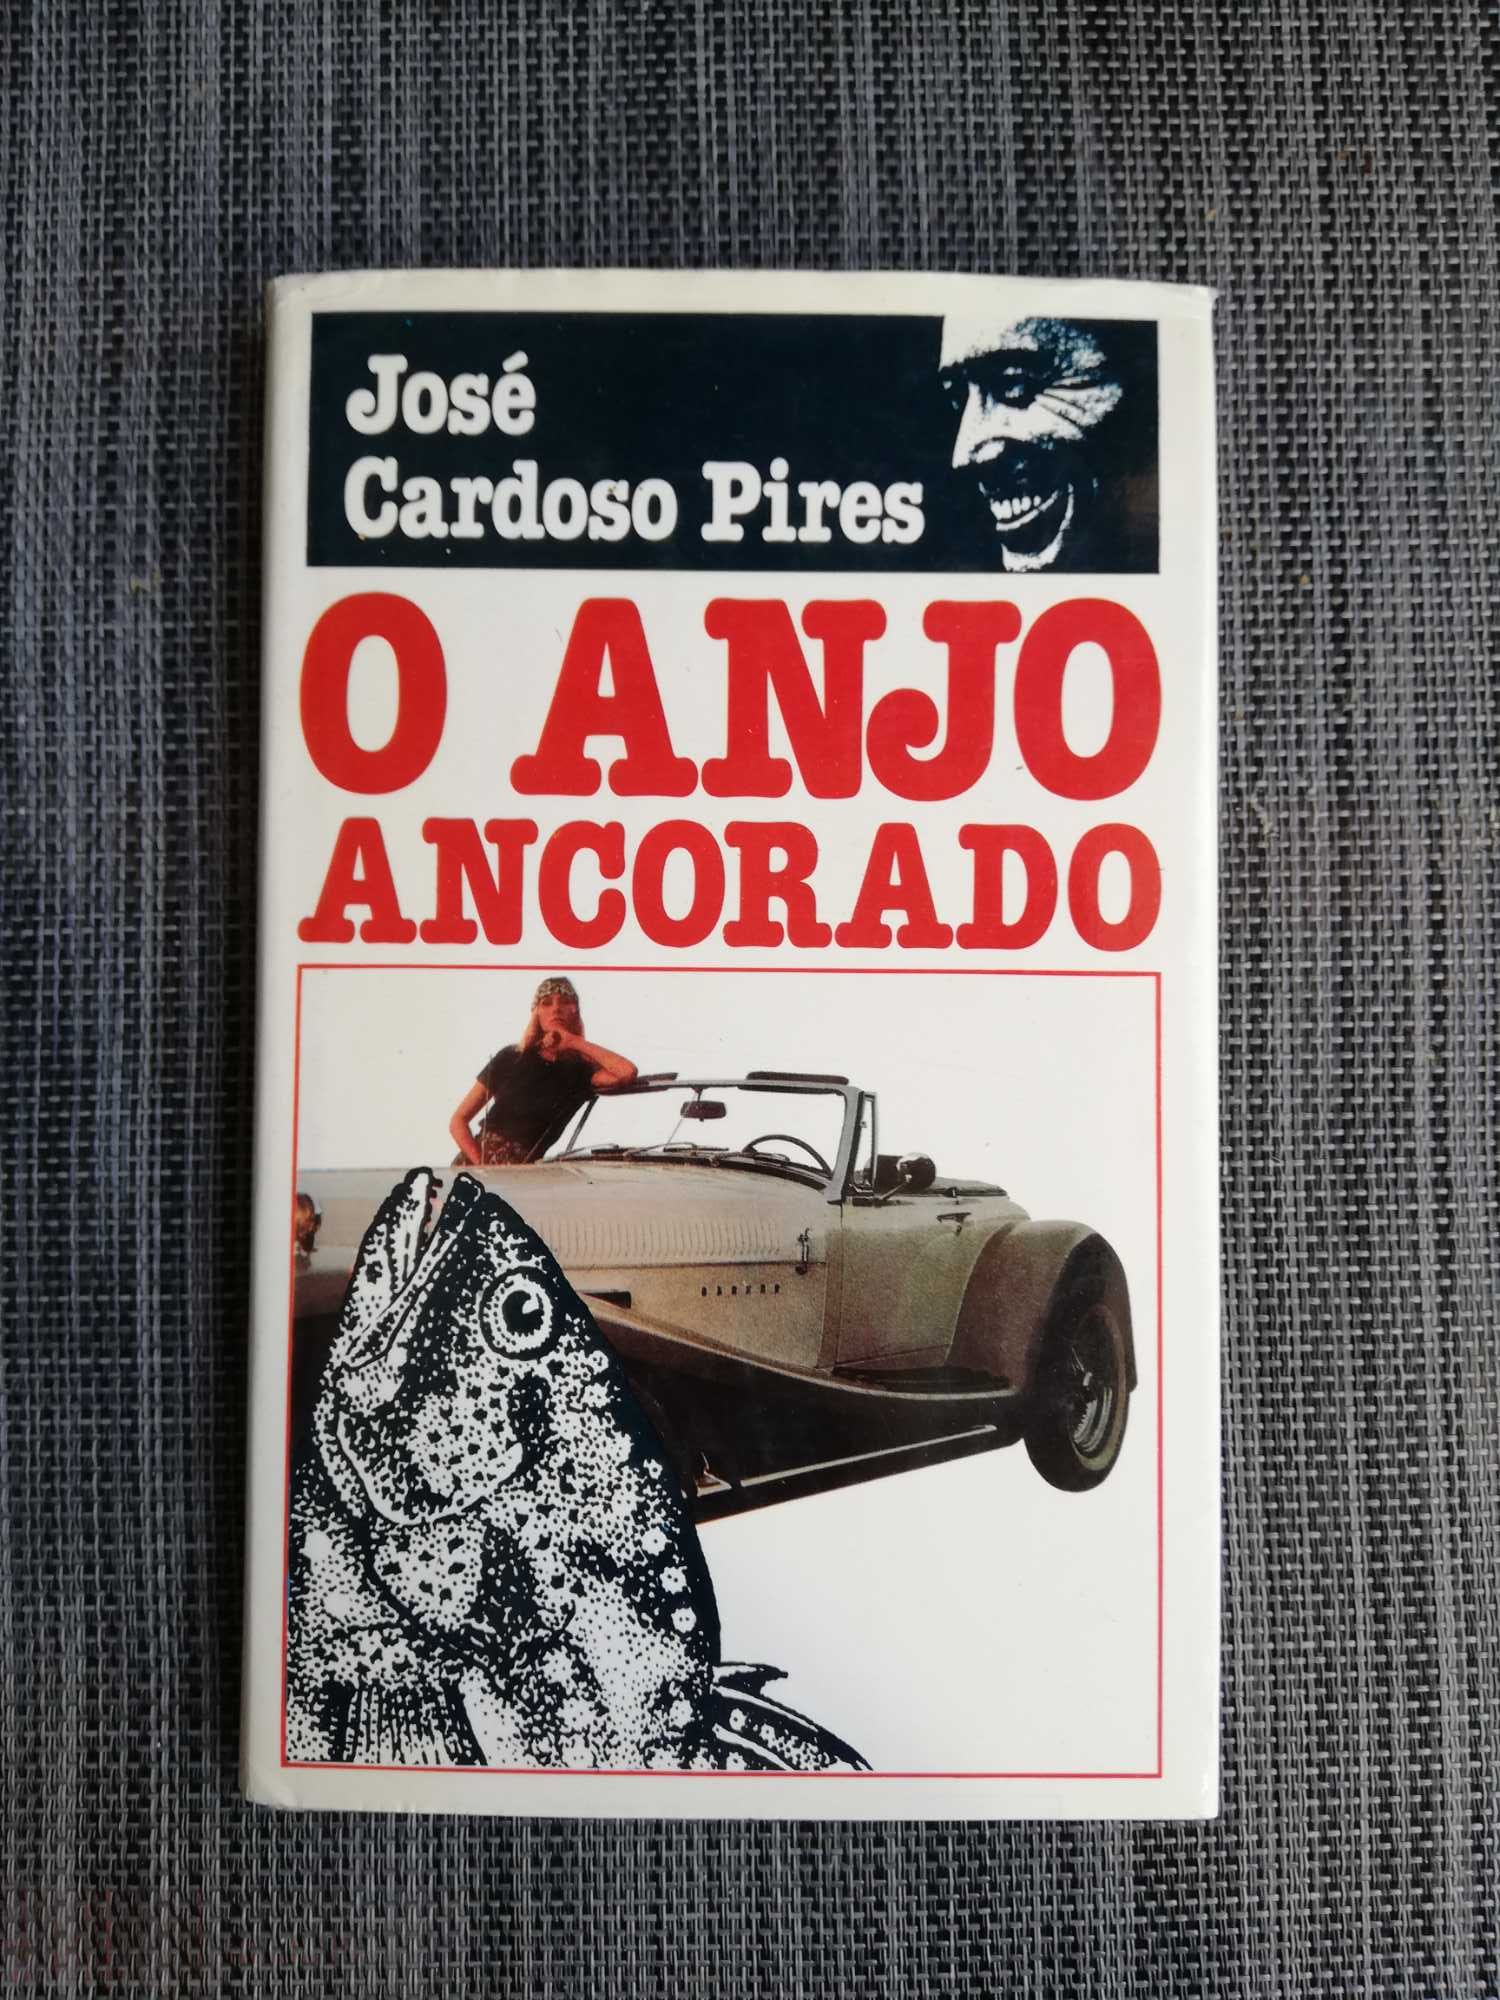 José
Cardoso Pires
O ANJO
ANCORADO